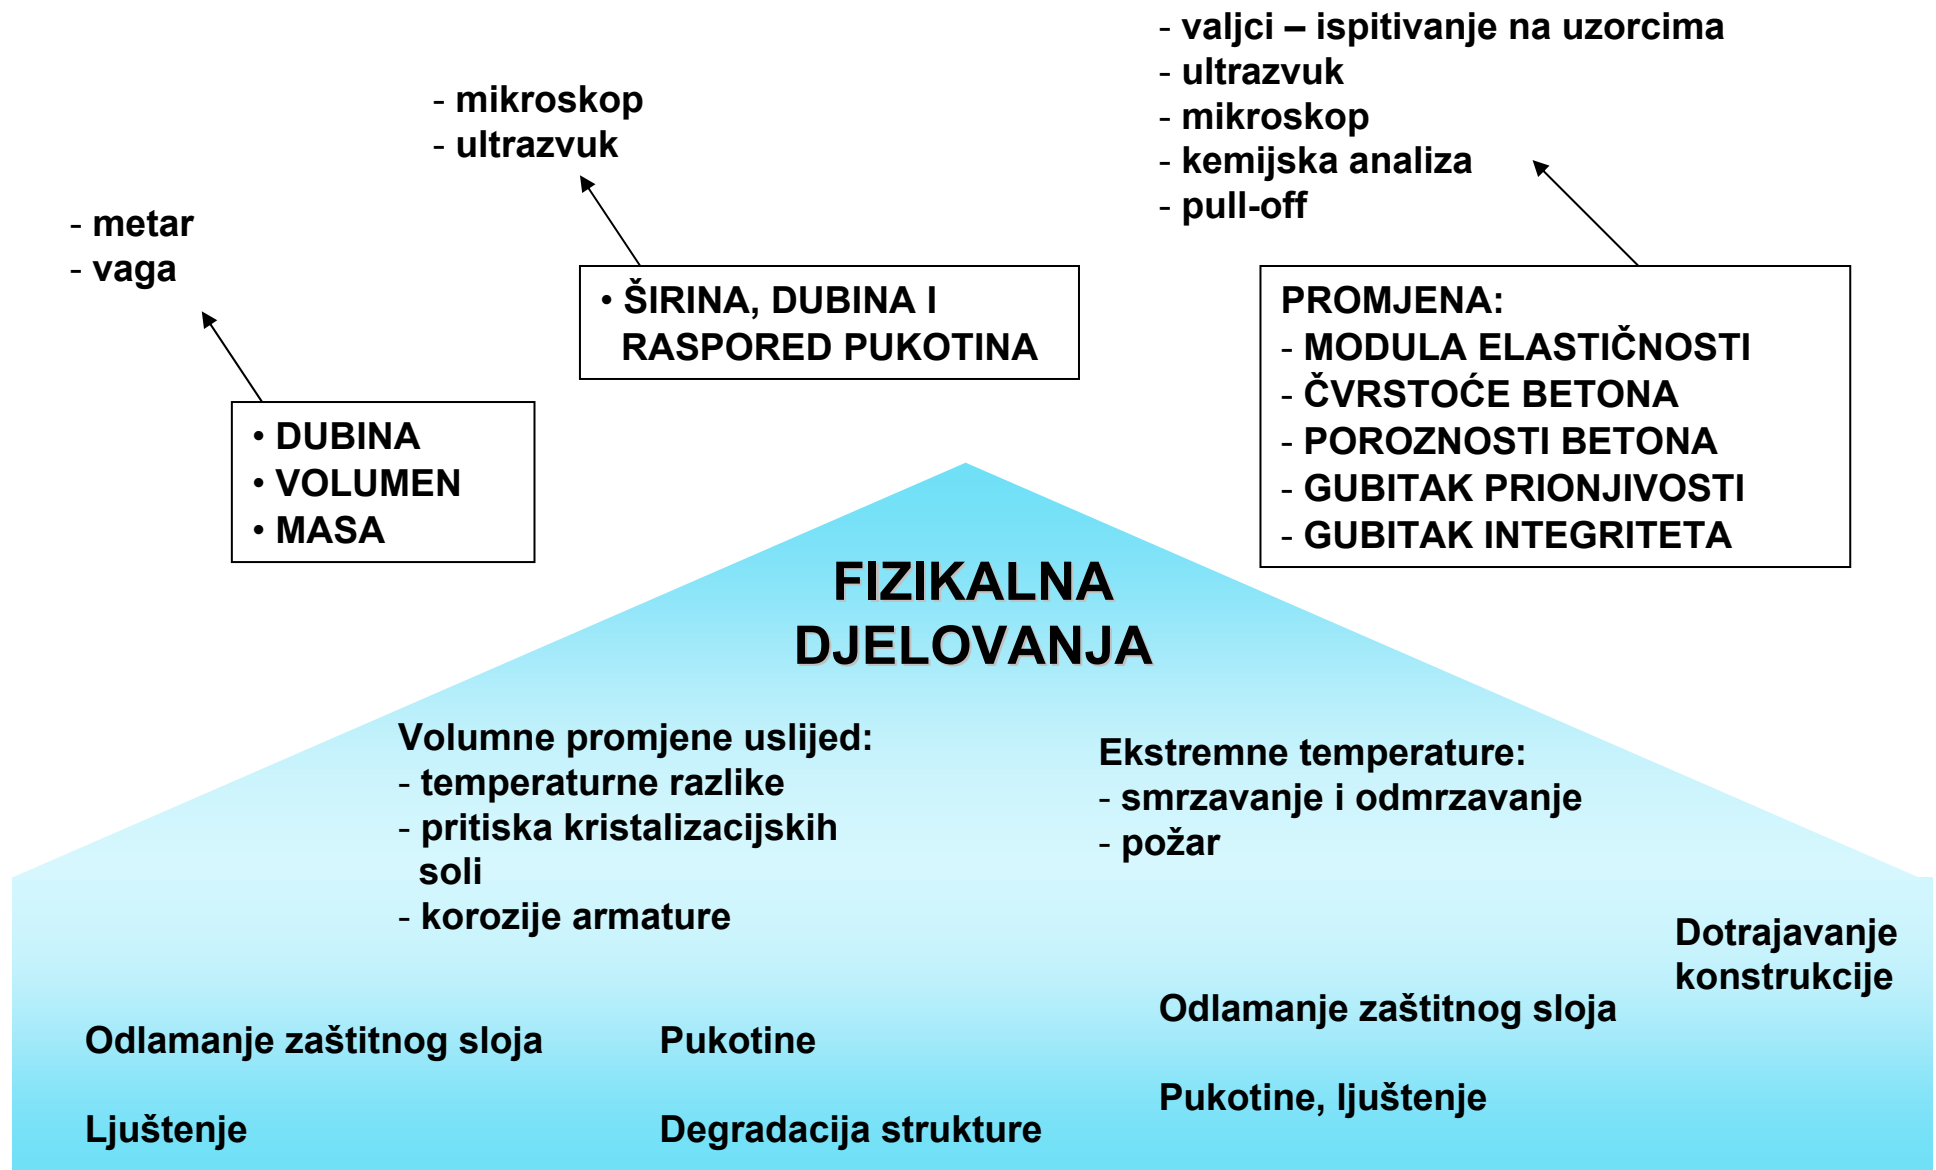 - valjci – ispitivanje na uzorcima
- ultrazvuk
- mikroskop
- kemijska analiza
- pull-off
- mikroskop
- ultrazvuk
- metar
- vaga
• ŠIRINA, DUBINA I
RASPORED PUKOTINA
PROMJENA:
- MODULA ELASTIČNOSTI
- ČVRSTOĆE BETONA
- POROZNOSTI BETONA
- GUBITAK PRIONJIVOSTI
- GUBITAK INTEGRITETA
• DUBINA
• VOLUMEN
• MASA
FIZIKALNA
DJELOVANJA
Volumne promjene uslijed:
- temperaturne razlike
- pritiska kristalizacijskih
soli
- korozije armature
Ekstremne temperature:
- smrzavanje i odmrzavanje
- požar
Dotrajavanje
konstrukcije
Odlamanje zaštitnog sloja
Ljuštenje
Pukotine
Degradacija strukture
Odlamanje zaštitnog sloja
Pukotine, ljuštenje